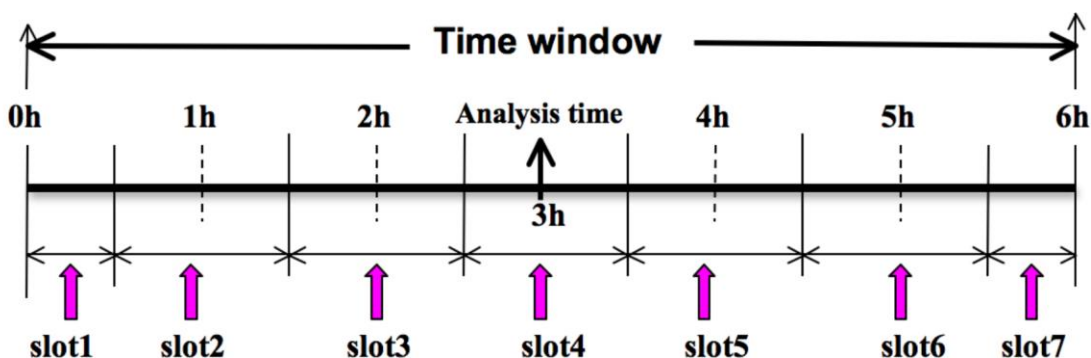 Time window
0h 1h 2h Analysis time 4h 5h 6h
3h
slot1 slot2 slot3 slot4 slot5 slot6 slot7